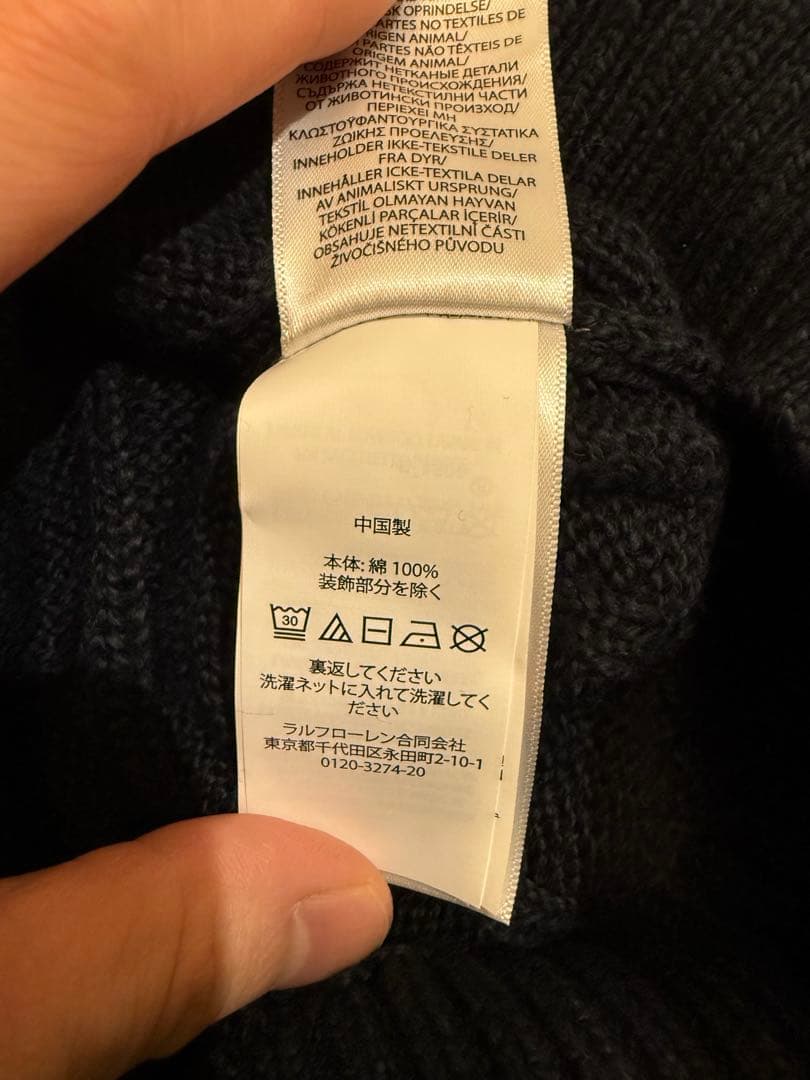 SK OPRINDELSE/
PARTES NO TEXTILES DE
ORIGEN ANIMAL/
PARTES NÃO TÊXTEIS DE
ORIGEM ANIMAL/
СОДЕРЖИТ НЕТКАНЫЕ ДЕТАЛИ
ЖИВОТНОГО ПРОИСХОЖДЕНИЯ/
СЪДЪРЖА НЕТЕКСТИЛНИ ЧАСТИ
ОТ ЖИВОТИНСКИ ПРОИЗХОД/
ΠΕΡΙΕΧΕΙ ΜΗ
ΚΛΩΣΤΟΫΦΑΝΤΟΥΡΓΙΚΑ ΣΥΣΤΑΤΙΚΑ
ΖΩΙΚΗΣ ΠΡΟΕΛΕΥΣΗΣ/
INNEHOLDER IKKE-TEKSTILE DELER
FRA DYR/
INNEHÅLLER ICKE-TEXTILA DELAR
AV ANIMALISKT URSPRUNG/
TEKSTİL OLMAYAN HAYVAN
KÖKENLİ PARÇALAR İÇERİR/
OBSAHUJE NETEXTILNÍ ČÁSTI
ŽIVOČIŠNÉHO PŮVODU
中国製
本体: 綿 100%
装飾部分を除く
30
裏返してください
洗濯ネットに入れて洗濯してく
ださい
ラルフローレン合同会社
東京都千代田区永田町2-10-1
0120-3274-20